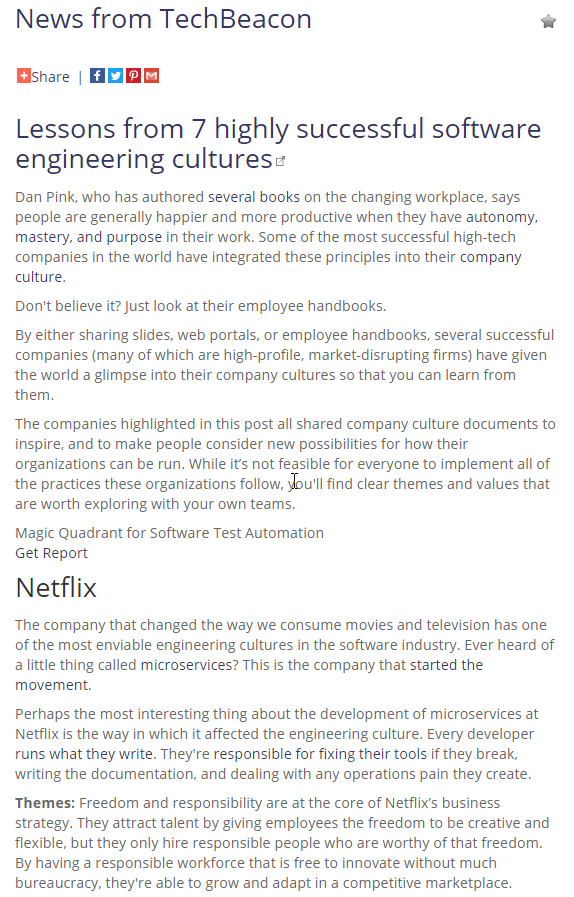 News from TechBeacon
Share |
Lessons from 7 highly successful software
engineering cultures
Dan Pink, who has authored several books on the changing workplace, says
people are generally happier and more productive when they have autonomy,
mastery, and purpose in their work. Some of the most successful high-tech
companies in the world have integrated these principles into their company
culture.
Don't believe it? Just look at their employee handbooks.
By either sharing slides, web portals, or employee handbooks, several successful
companies (many of which are high-profile, market-disrupting firms) have given
the world a glimpse into their company cultures so that you can learn from
them.
The companies highlighted in this post all shared company culture documents to
inspire, and to make people consider new possibilities for how their
organizations can be run. While it’s not feasible for everyone to implement all of
the practices these organizations follow, you'll find clear themes and values that
are worth exploring with your own teams.
Magic Quadrant for Software Test Automation
Get Report
Netflix
The company that changed the way we consume movies and television has one
of the most enviable engineering cultures in the software industry. Ever heard of
a little thing called microservices? This is the company that started the
movement.
Perhaps the most interesting thing about the development of microservices at
Netflix is the way in which it affected the engineering culture. Every developer
runs what they write. They're responsible for fixing their tools if they break,
writing the documentation, and dealing with any operations pain they create.
Themes: Freedom and responsibility are at the core of Netflix’s business
strategy. They attract talent by giving employees the freedom to be creative and
flexible, but they only hire responsible people who are worthy of that freedom.
By having a responsible workforce that is free to innovate without much
bureaucracy, they're able to grow and adapt in a competitive marketplace.